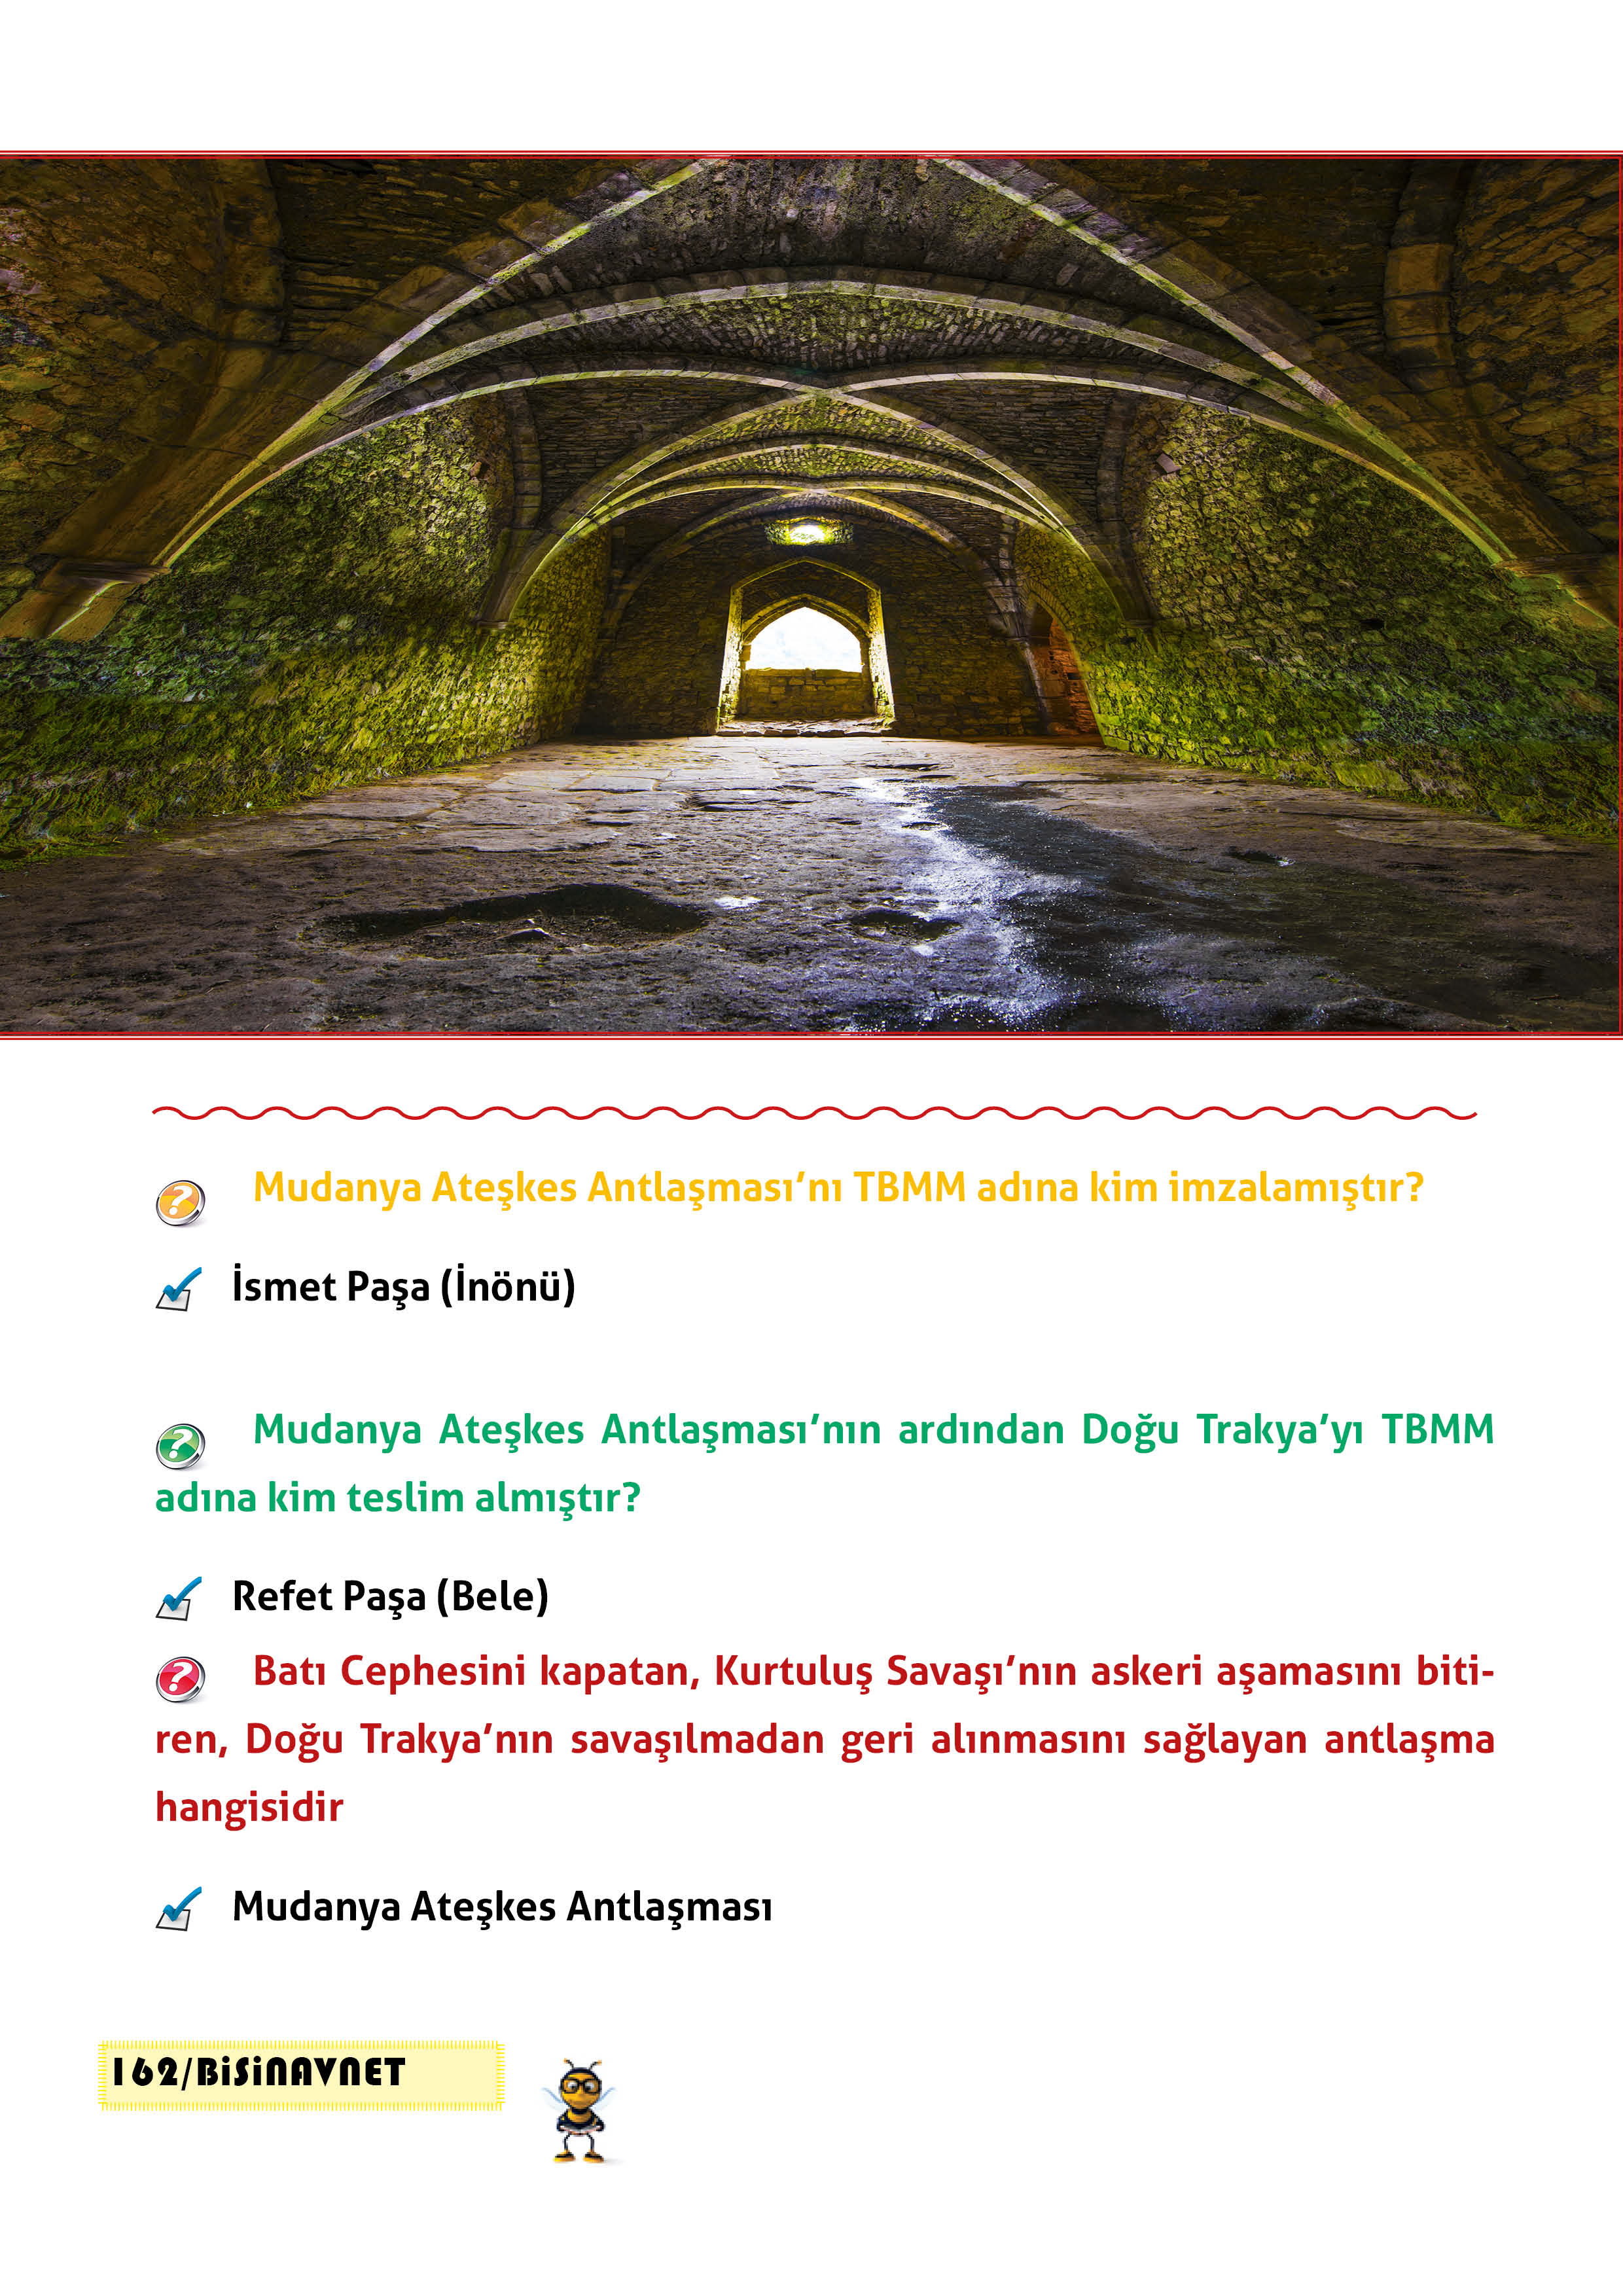 Mudanya Ateşkes Antlaşması’nı TBMM adına kim imzalamıştır?
İsmet Paşa (İnönü)
Mudanya Ateşkes Antlaşması’nın ardından Doğu Trakya’yı TBMM
adına kim teslim almıştır?
Refet Paşa (Bele)
Batı Cephesini kapatan, Kurtuluş Savaşı’nın askeri aşamasını biti-
ren, Doğu Trakya’nın savaşılmadan geri alınmasını sağlayan antlaşma
hangisidir
Mudanya Ateşkes Antlaşması
162/BiSiNAVNET